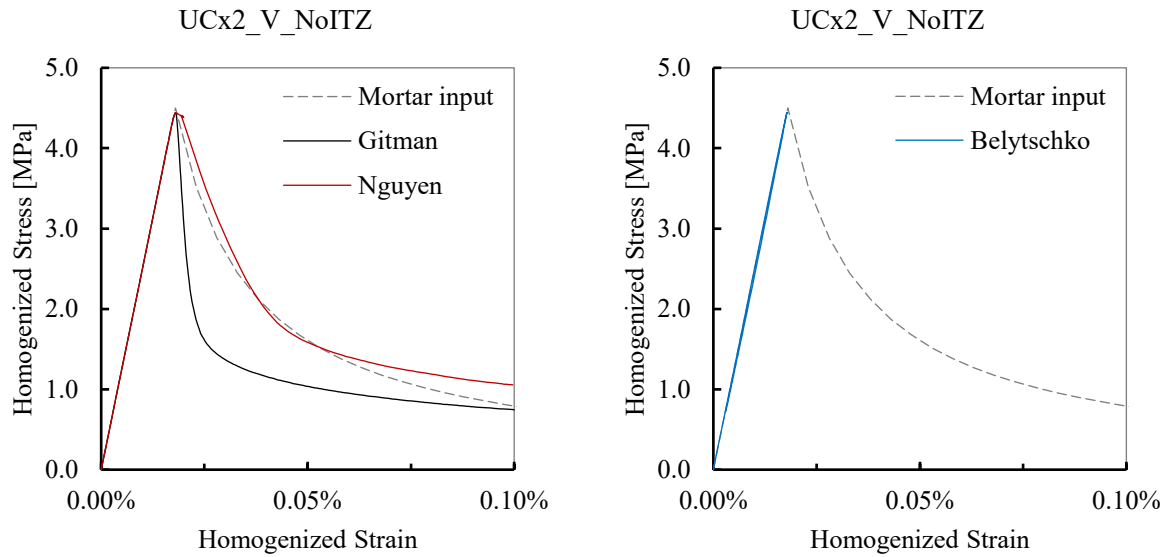 UCx2_V_NoITZ
5.0
4.0
3.0
2.0
1.0
0.0
Homogenized Stress [MPa]
Mortar input
Gitman
Nguyen
0.00%
0.05%
0.10%
Homogenized Strain
UCx2_V_NoITZ
5.0
4.0
3.0
2.0
1.0
0.0
Homogenized Stress [MPa]
Mortar input
Belytschko
0.00%
0.05%
0.10%
Homogenized Strain